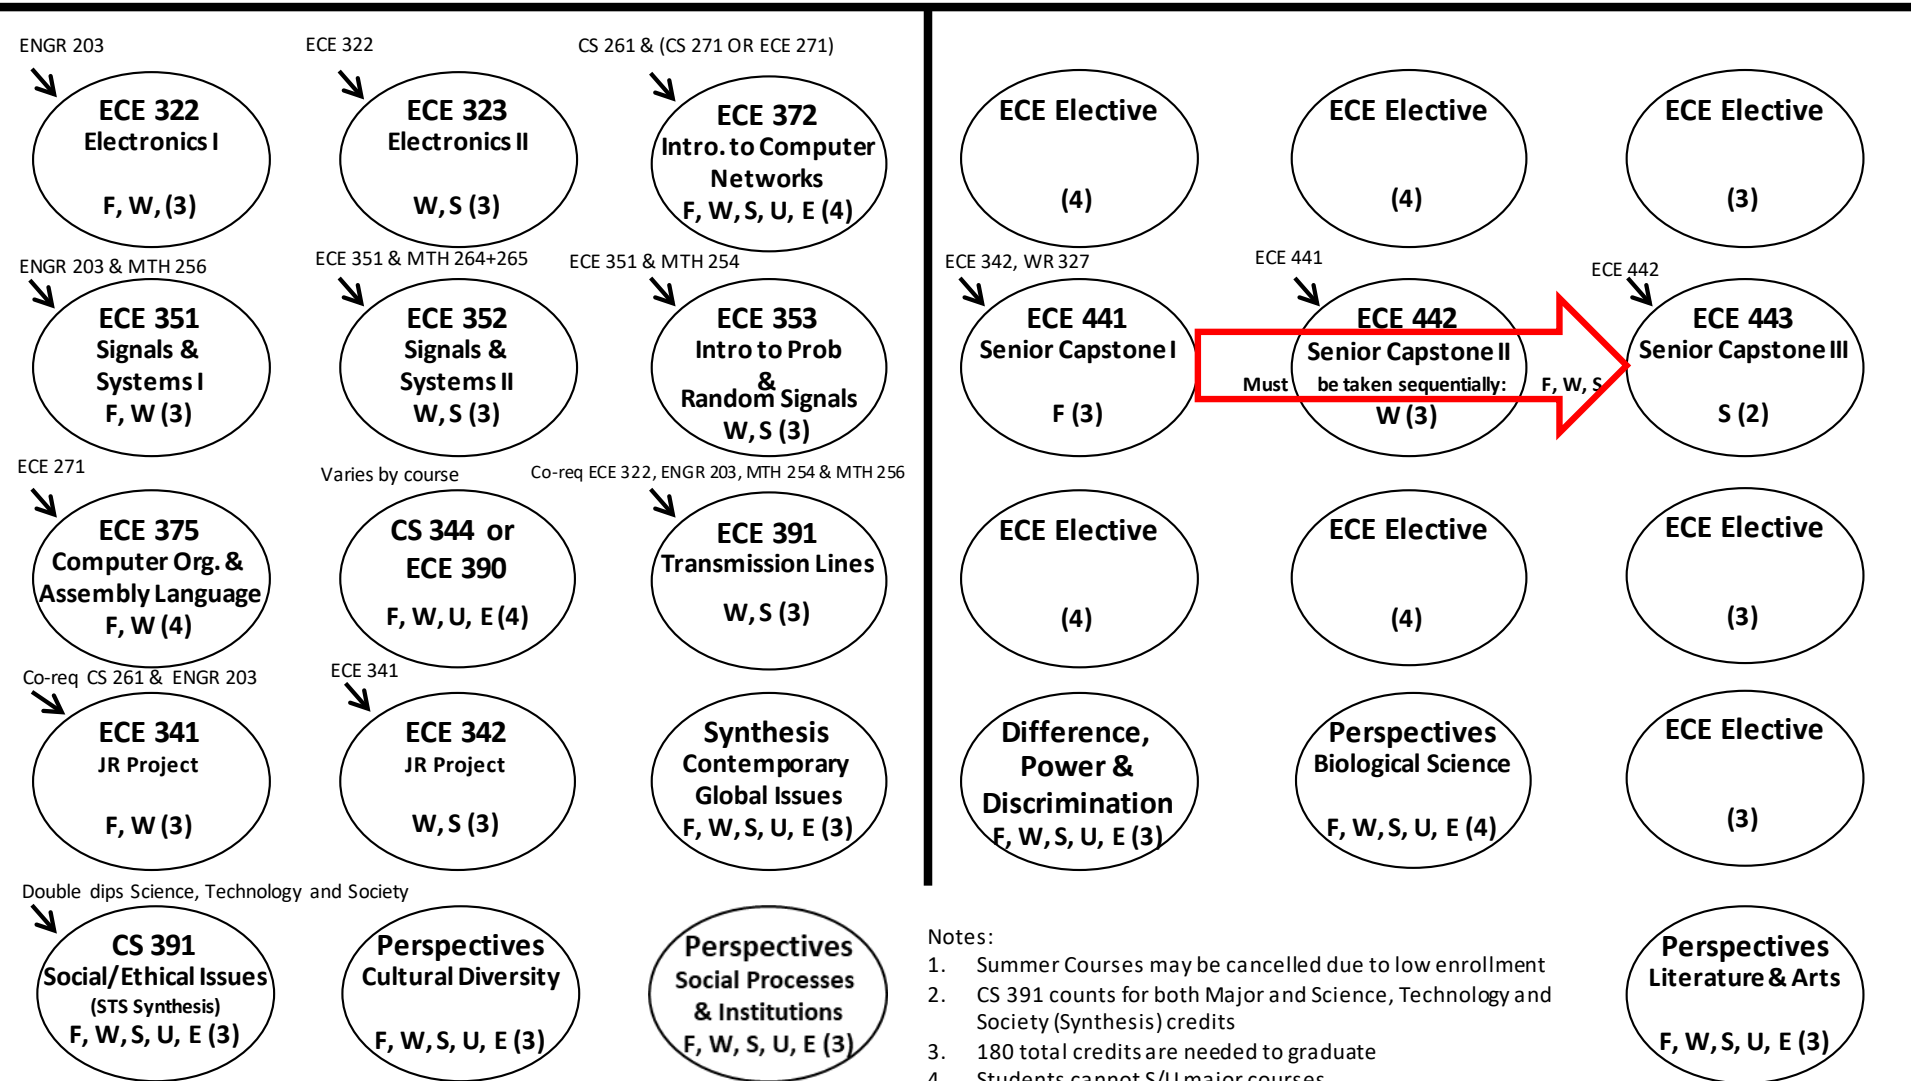 ENGR 203
ECE 322
Electronics I
F, W, (3)
ECE 322
ECE 323
Electronics II
W, S (3)
CS 261 & (CS 271 OR ECE 271)
ECE 372
Intro. to Computer
Networks
F, W, S, U, E (4)
ECE Elective
(4)
ECE Elective
(4)
ECE Elective
(3)
ENGR 203 & MTH 256
ECE 351
Signals &
Systems I
F, W (3)
ECE 351 & MTH 264+265
ECE 352
Signals &
Systems II
W, S (3)
ECE 351 & MTH 254
ECE 353
Intro to Prob
&
Random Signals
W, S (3)
ECE 342, WR 327
ECE 441
Senior Capstone I
F (3)
ECE 441
ECE 442
Senior Capstone II
Must be taken sequentially: F, W, S
W (3)
ECE 442
ECE 443
Senior Capstone III
S (2)
ECE 271
ECE 375
Computer Org. &
Assembly Language
F, W (4)
Varies by course
CS 344 or
ECE 390
F, W, U, E (4)
Co-req ECE 322, ENGR 203, MTH 254 & MTH 256
ECE 391
Transmission Lines
W, S (3)
ECE Elective
(4)
ECE Elective
(4)
ECE Elective
(3)
Co-req CS 261 & ENGR 203
ECE 341
JR Project
F, W (3)
ECE 341
ECE 342
JR Project
W, S (3)
Synthesis
Contemporary
Global Issues
F, W, S, U, E (3)
Difference,
Power &
Discrimination
F, W, S, U, E (3)
Perspectives
Biological Science
F, W, S, U, E (4)
ECE Elective
(3)
Double dips Science, Technology and Society
CS 391
Social/Ethical Issues
(STS Synthesis)
F, W, S, U, E (3)
Perspectives
Cultural Diversity
F, W, S, U, E (3)
Perspectives
Social Processes
& Institutions
F, W, S, U, E (3)
Notes:
1. Summer Courses may be cancelled due to low enrollment
2. CS 391 counts for both Major and Science, Technology and
Society (Synthesis) credits
3. 180 total credits are needed to graduate
4. Students cannot S/U major courses
Perspectives
Literature & Arts
F, W, S, U, E (3)